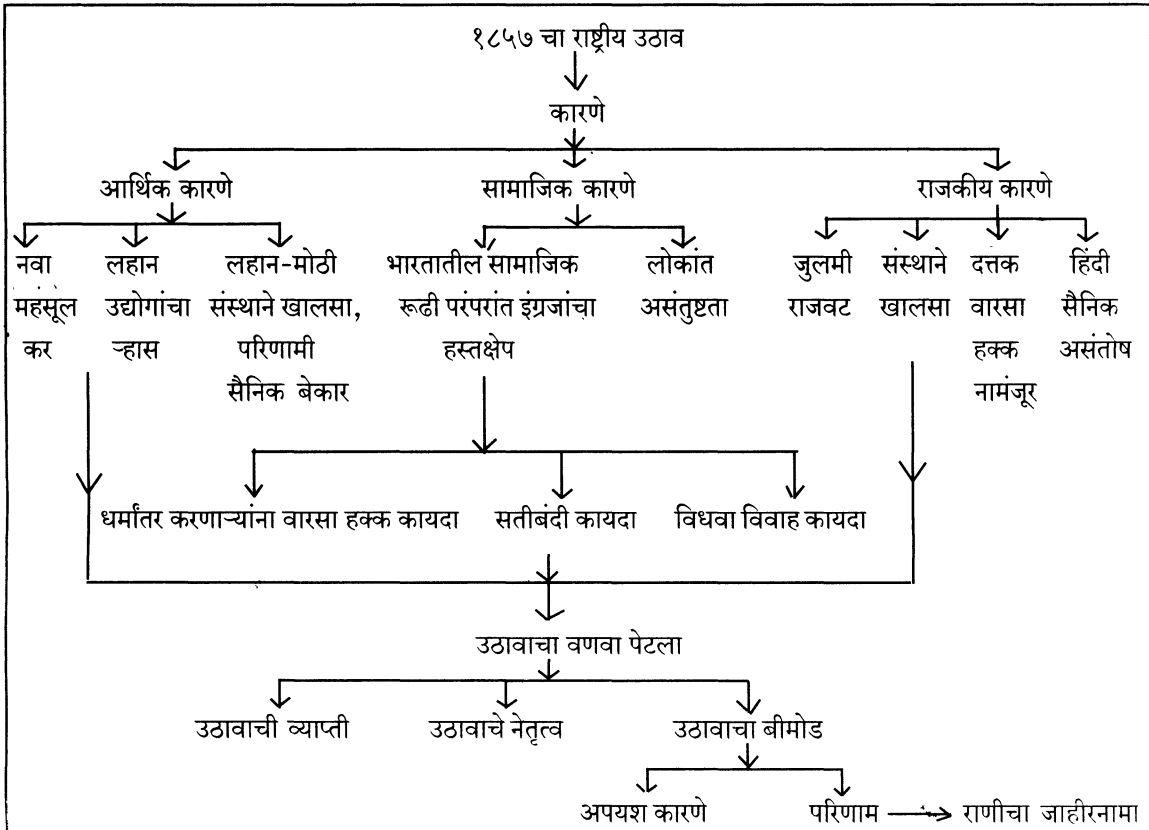 १८५७ चा राष्ट्रीय उठाव
कारणे
आर्थिक कारणे
सामाजिक कारणे
राजकीय कारणे
नवा
महसूल
कर
लहान
उद्योगांचा
ऱ्हास
लहान-मोठी
संस्थाने खालसा,
परिणामी
सैनिक बेकार
भारतातील सामाजिक
रूढी परंपरांत इंग्रजांचा
हस्तक्षेप
लोकांत
असंतुष्टता
जुलमी
राजवट
संस्थाने
खालसा
दत्तक
वारसा
हक्क
नामंजूर
हिंदी
सैनिक
असंतोष
धर्मांतर करणाऱ्यांना वारसा हक्क कायदा
सतीबंदी कायदा
विधवा विवाह कायदा
उठावाचा वणवा पेटला
उठावाची व्याप्ती
उठावाचे नेतृत्व
उठावाचा बीमोड
अपयश कारणे
परिणाम
राणीचा जाहीरनामा